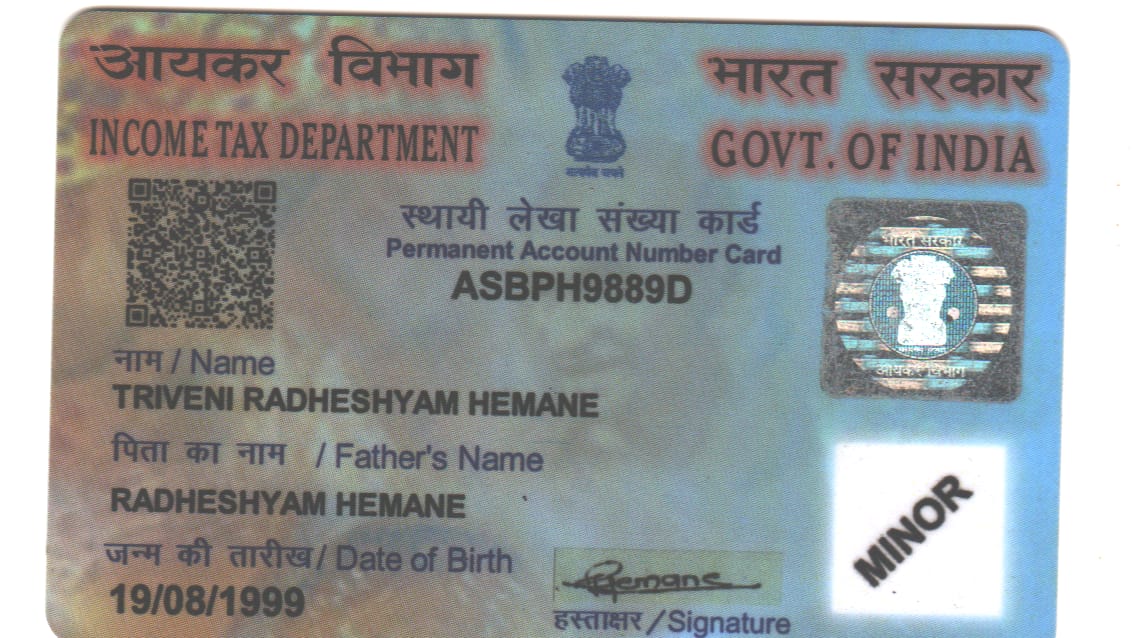 आयकर विभाग
INCOME TAX DEPARTMENT
भारत सरकार
GOVT. OF INDIA
सत्यमेव जयते
स्थायी लेखा संख्या कार्ड
Permanent Account Number Card
ASBPH9889D
भारत सरकार
आयकर विभाग
नाम / Name
TRIVENI RADHESHYAM HEMANE
पिता का नाम / Father's Name
RADHESHYAM HEMANE
जन्म की तारीख / Date of Birth
19/08/1999
MINOR
हस्ताक्षर / Signature